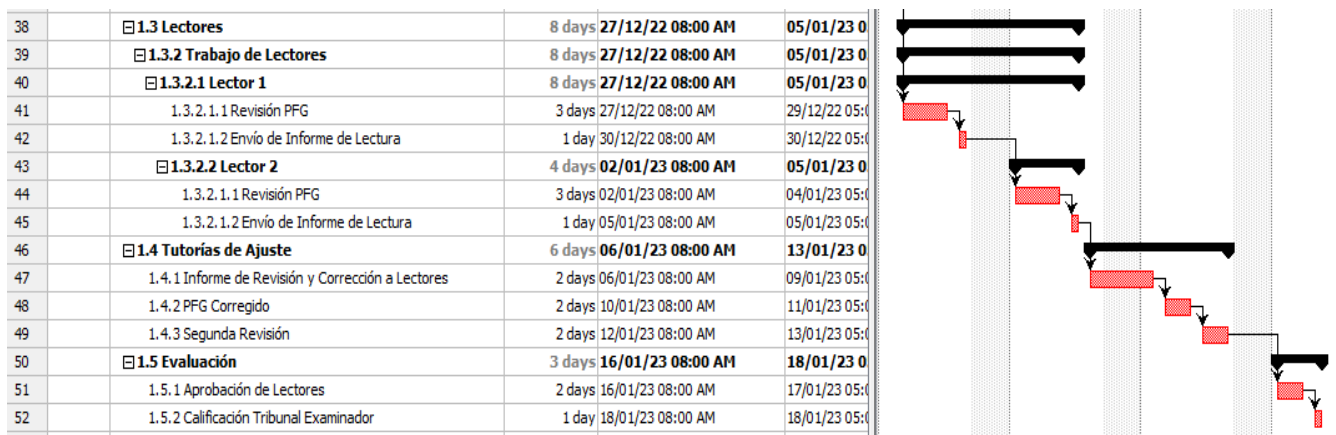 38 1.3 Lectores 8 days 27/12/22 08:00 AM 05/01/23 0
39 1.3.2 Trabajo de Lectores 8 days 27/12/22 08:00 AM 05/01/23 0
40 1.3.2.1 Lector 1 8 days 27/12/22 08:00 AM 05/01/23 0
41 1.3.2.1.1 Revisión PFG 3 days 27/12/22 08:00 AM 29/12/22 05:0
42 1.3.2.1.2 Envío de Informe de Lectura 1 day 30/12/22 08:00 AM 30/12/22 05:0
43 1.3.2.2 Lector 2 4 days 02/01/23 08:00 AM 05/01/23 0
44 1.3.2.1.1 Revisión PFG 3 days 02/01/23 08:00 AM 04/01/23 05:0
45 1.3.2.1.2 Envío de Informe de Lectura 1 day 05/01/23 08:00 AM 05/01/23 05:0
46 1.4 Tutorías de Ajuste 6 days 06/01/23 08:00 AM 13/01/23 0
47 1.4.1 Informe de Revisión y Corrección a Lectores 2 days 06/01/23 08:00 AM 09/01/23 05:0
48 1.4.2 PFG Corregido 2 days 10/01/23 08:00 AM 11/01/23 05:0
49 1.4.3 Segunda Revisión 2 days 12/01/23 08:00 AM 13/01/23 05:0
50 1.5 Evaluación 3 days 16/01/23 08:00 AM 18/01/23 0
51 1.5.1 Aprobación de Lectores 2 days 16/01/23 08:00 AM 17/01/23 05:0
52 1.5.2 Calificación Tribunal Examinador 1 day 18/01/23 08:00 AM 18/01/23 05:0